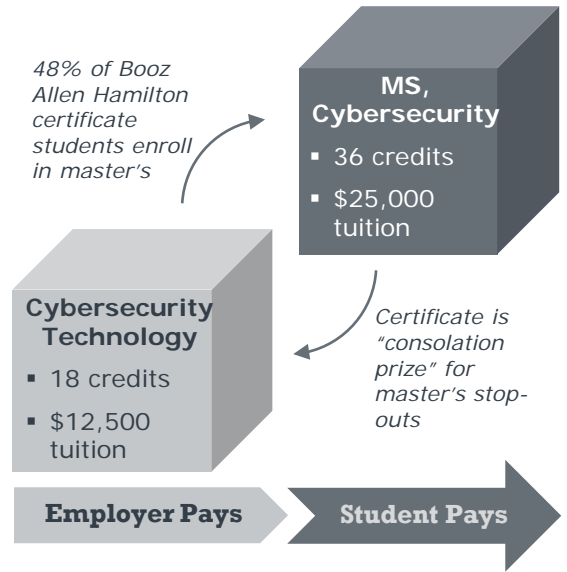 48% of Booz
Allen Hamilton
certificate
students enroll
in master's
MS,
Cybersecurity
▪ 36 credits
▪ $25,000
tuition
Cybersecurity
Technology
▪ 18 credits
▪ $12,500
tuition
Certificate is
“consolation
prize” for
master's stop-
outs
Employer Pays
Student Pays